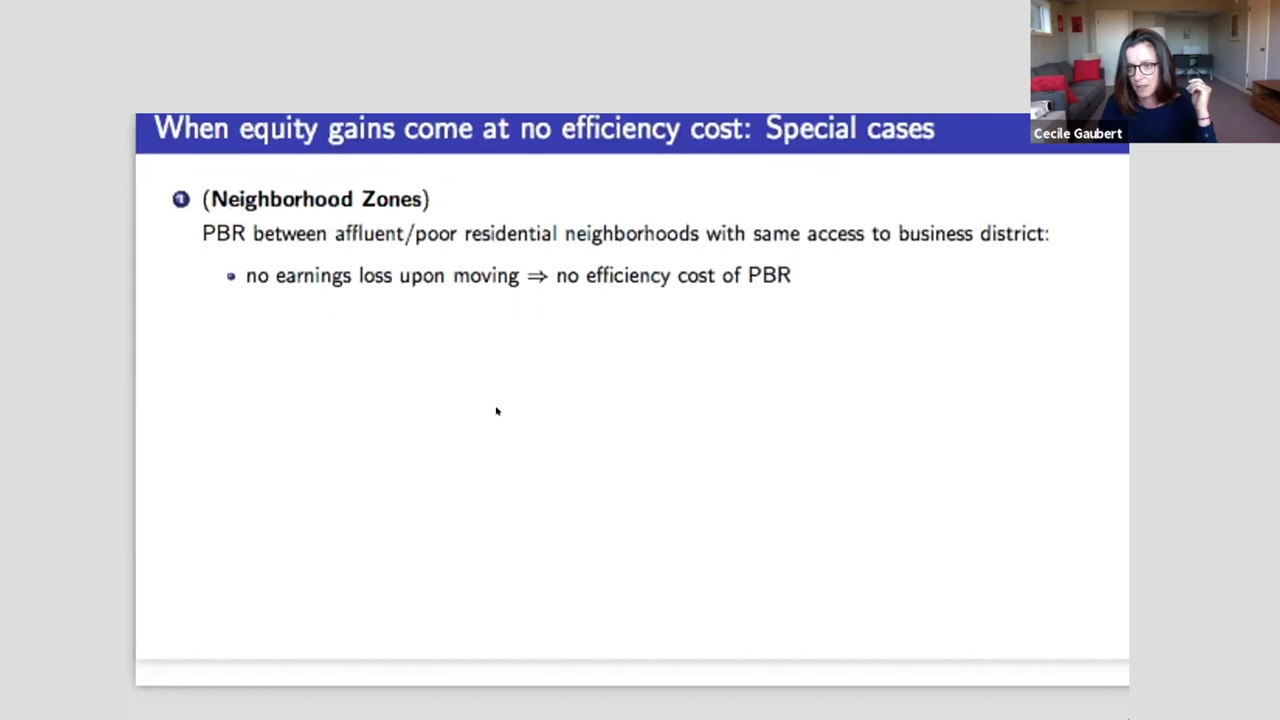 When equity gains come at no efficiency cost: Special cases
Cecile Gaubert
1 (Neighborhood Zones)
PBR between affluent/poor residential neighborhoods with same access to business district:
no earnings loss upon moving ⇒ no efficiency cost of PBR